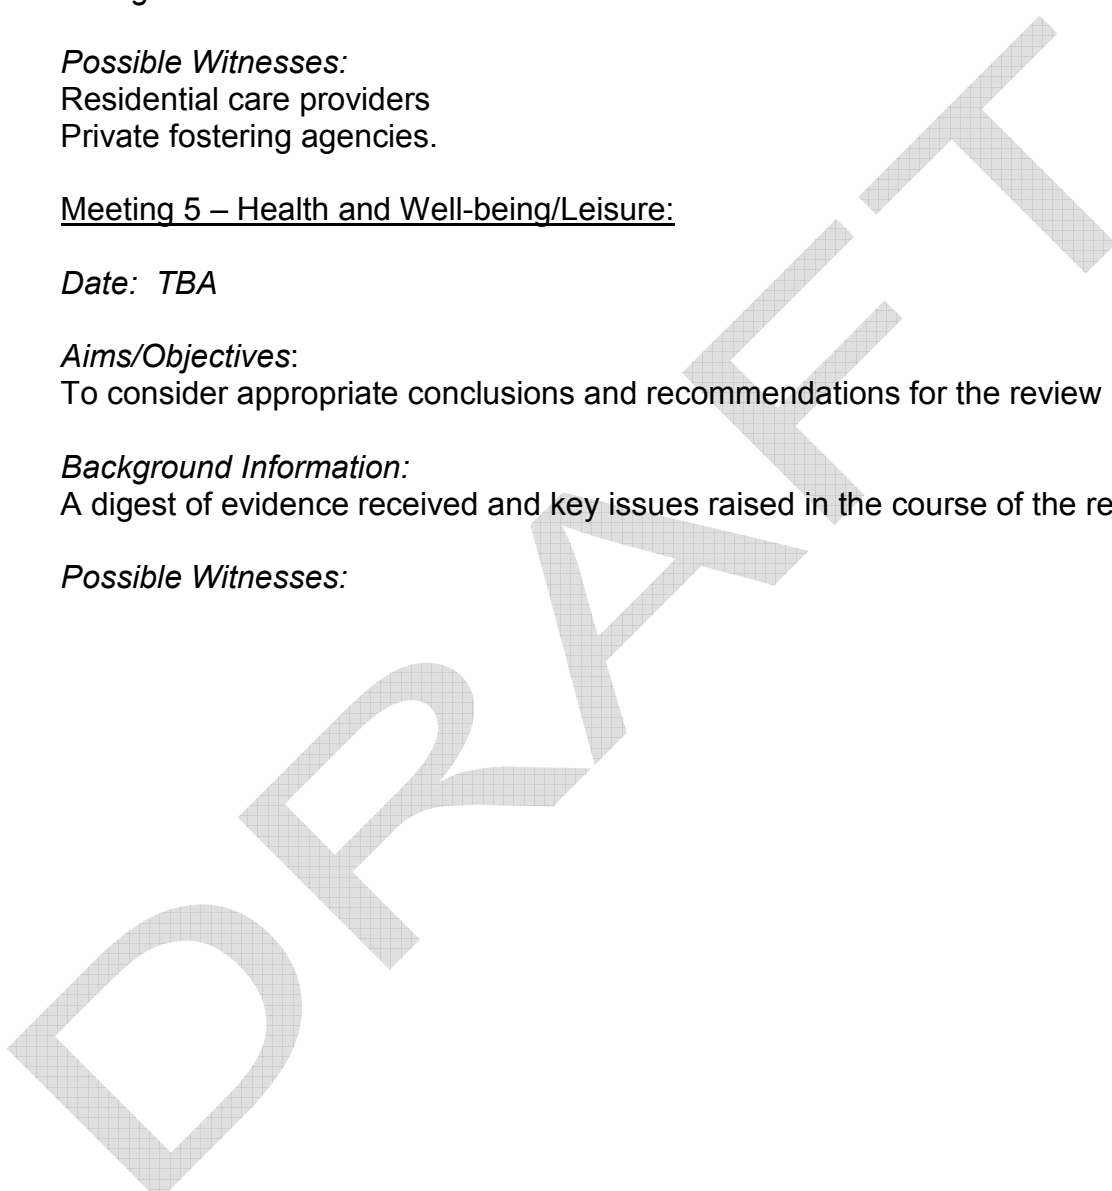 Possible Witnesses:
Residential care providers
Private fostering agencies.
Meeting 5 – Health and Well-being/Leisure:
Date: TBA
Aims/Objectives:
To consider appropriate conclusions and recommendations for the review
Background Information:
A digest of evidence received and key issues raised in the course of the
Possible Witnesses:
DRAFT